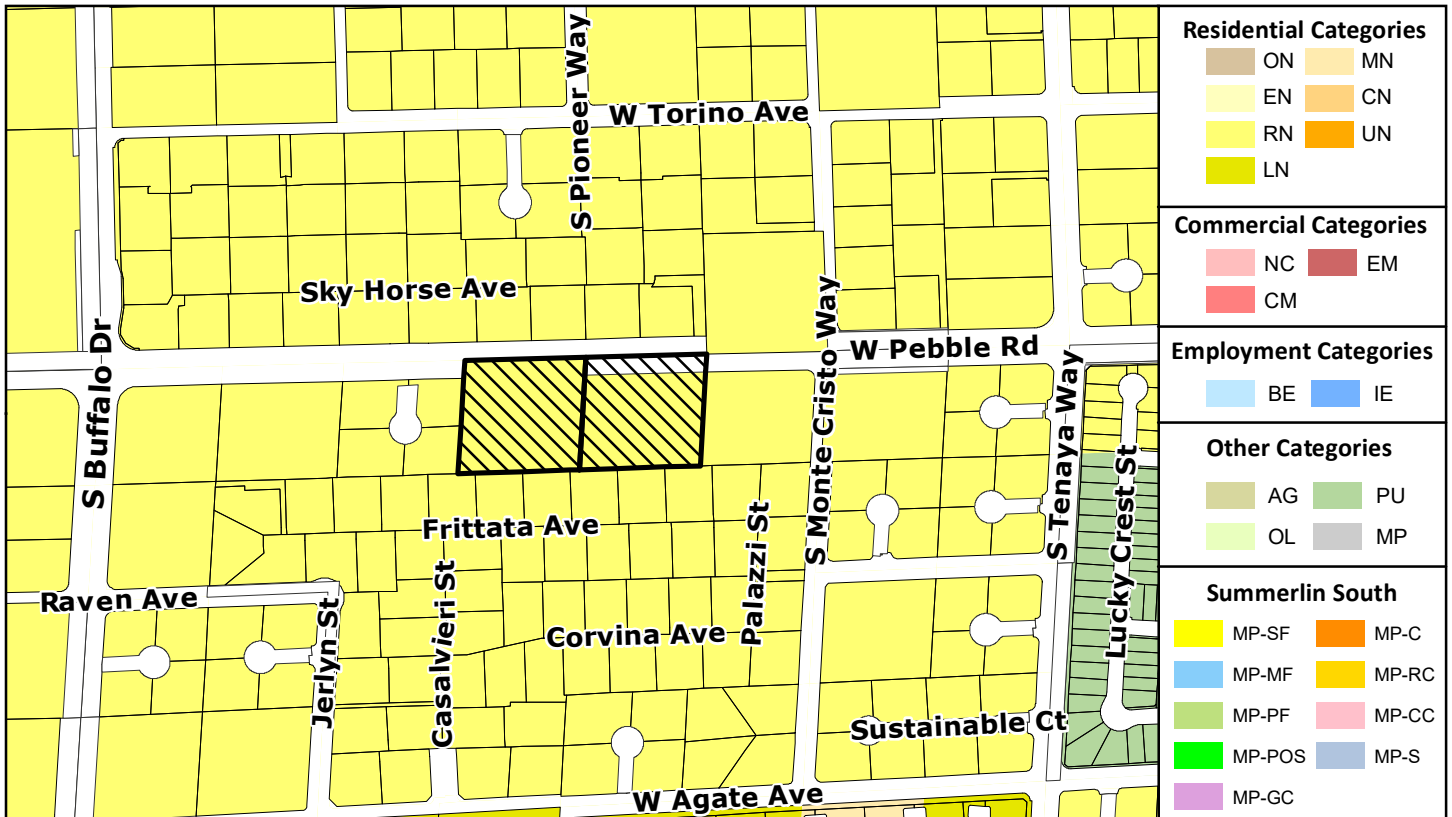 S Pioneer Way
W Torino Ave
Sky Horse Ave
S Buffalo Dr
S Monte Cristo Way
W Pebble Rd
S Tenaya Way
Lucky Crest St
Frittata Ave
Palazzi St
Raven Ave
Jerlyn St
Casalvieri St
Corvina Ave
Sustainable Ct
W Agate Ave
Residential Categories
ON MN
EN CN
RN UN
LN
Commercial Categories
NC EM
CM
Employment Categories
BE IE
Other Categories
AG PU
OL MP
Summerlin South
MP-SF MP-C
MP-MF MP-RC
MP-PF MP-CC
MP-POS MP-S
MP-GC